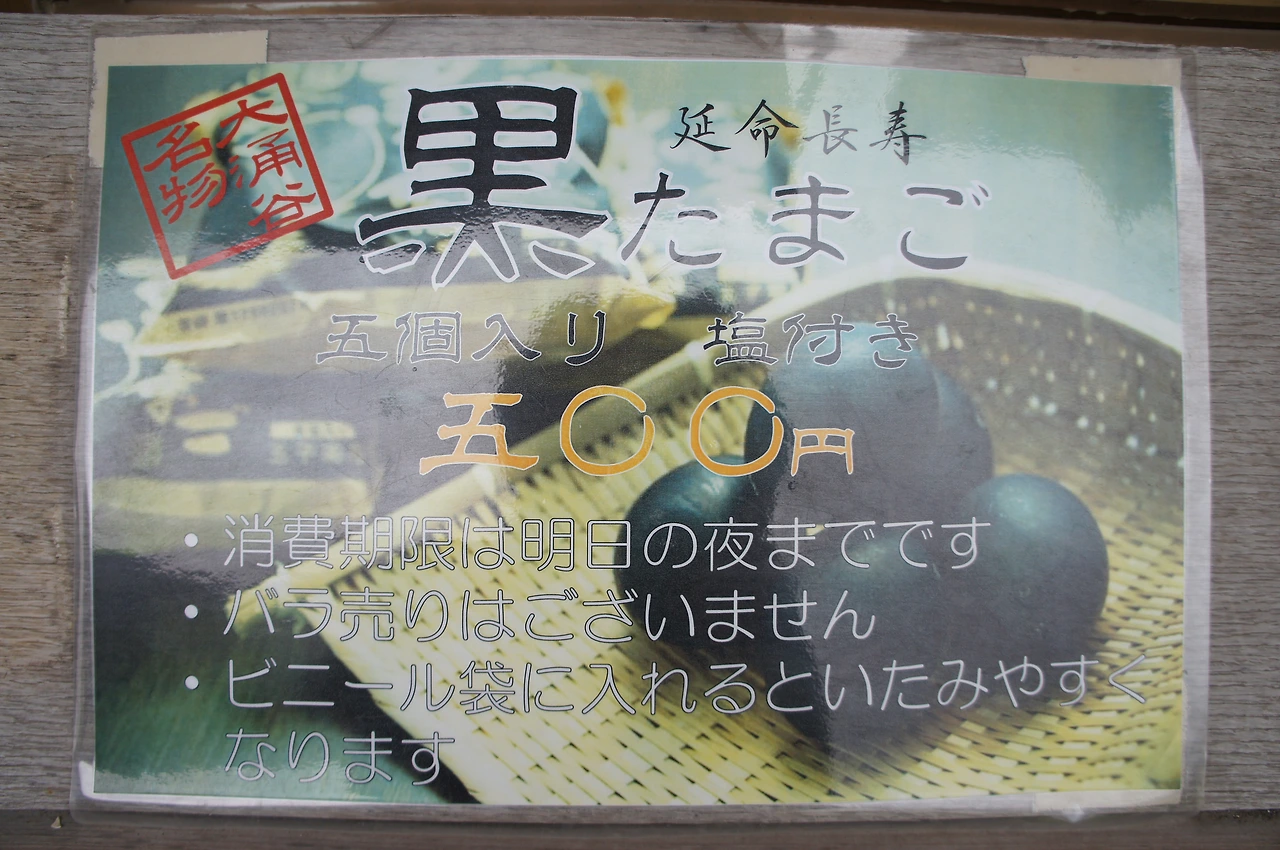 大涌谷
名物
延命長寿
黒たまご
五個入り 塩付き
五〇〇円
・消費期限は明日の夜までです
・バラ売りはございません
・ビニール袋に入れるといたみやすく
なります